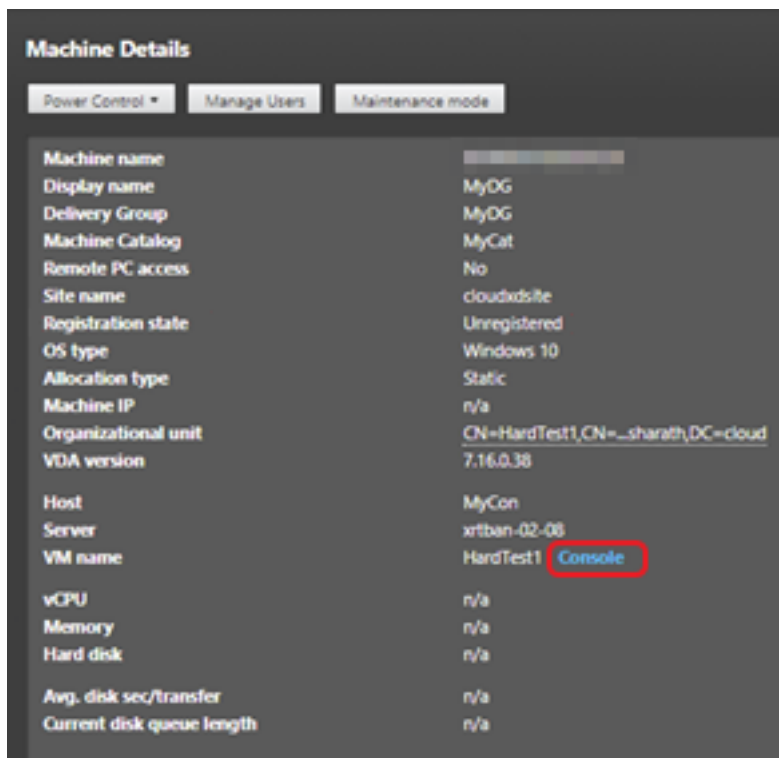 Machine Details
Power Control Manage Users Maintenance mode
Machine name
Display name MyDG
Delivery Group MyDG
Machine Catalog MyCat
Remote PC access No
Site name cloudxdsite
Registration state Unregistered
OS type Windows 10
Allocation type Static
Machine IP n/a
Organizational unit CN=HardTest1,CN=...sharath,DC=cloud
VDA version 7.16.0.38
Host MyCon
Server xrtban-02-08
VM name HardTest1 Console
vCPU n/a
Memory n/a
Hard disk n/a
Avg. disk sec/transfer n/a
Current disk queue length n/a